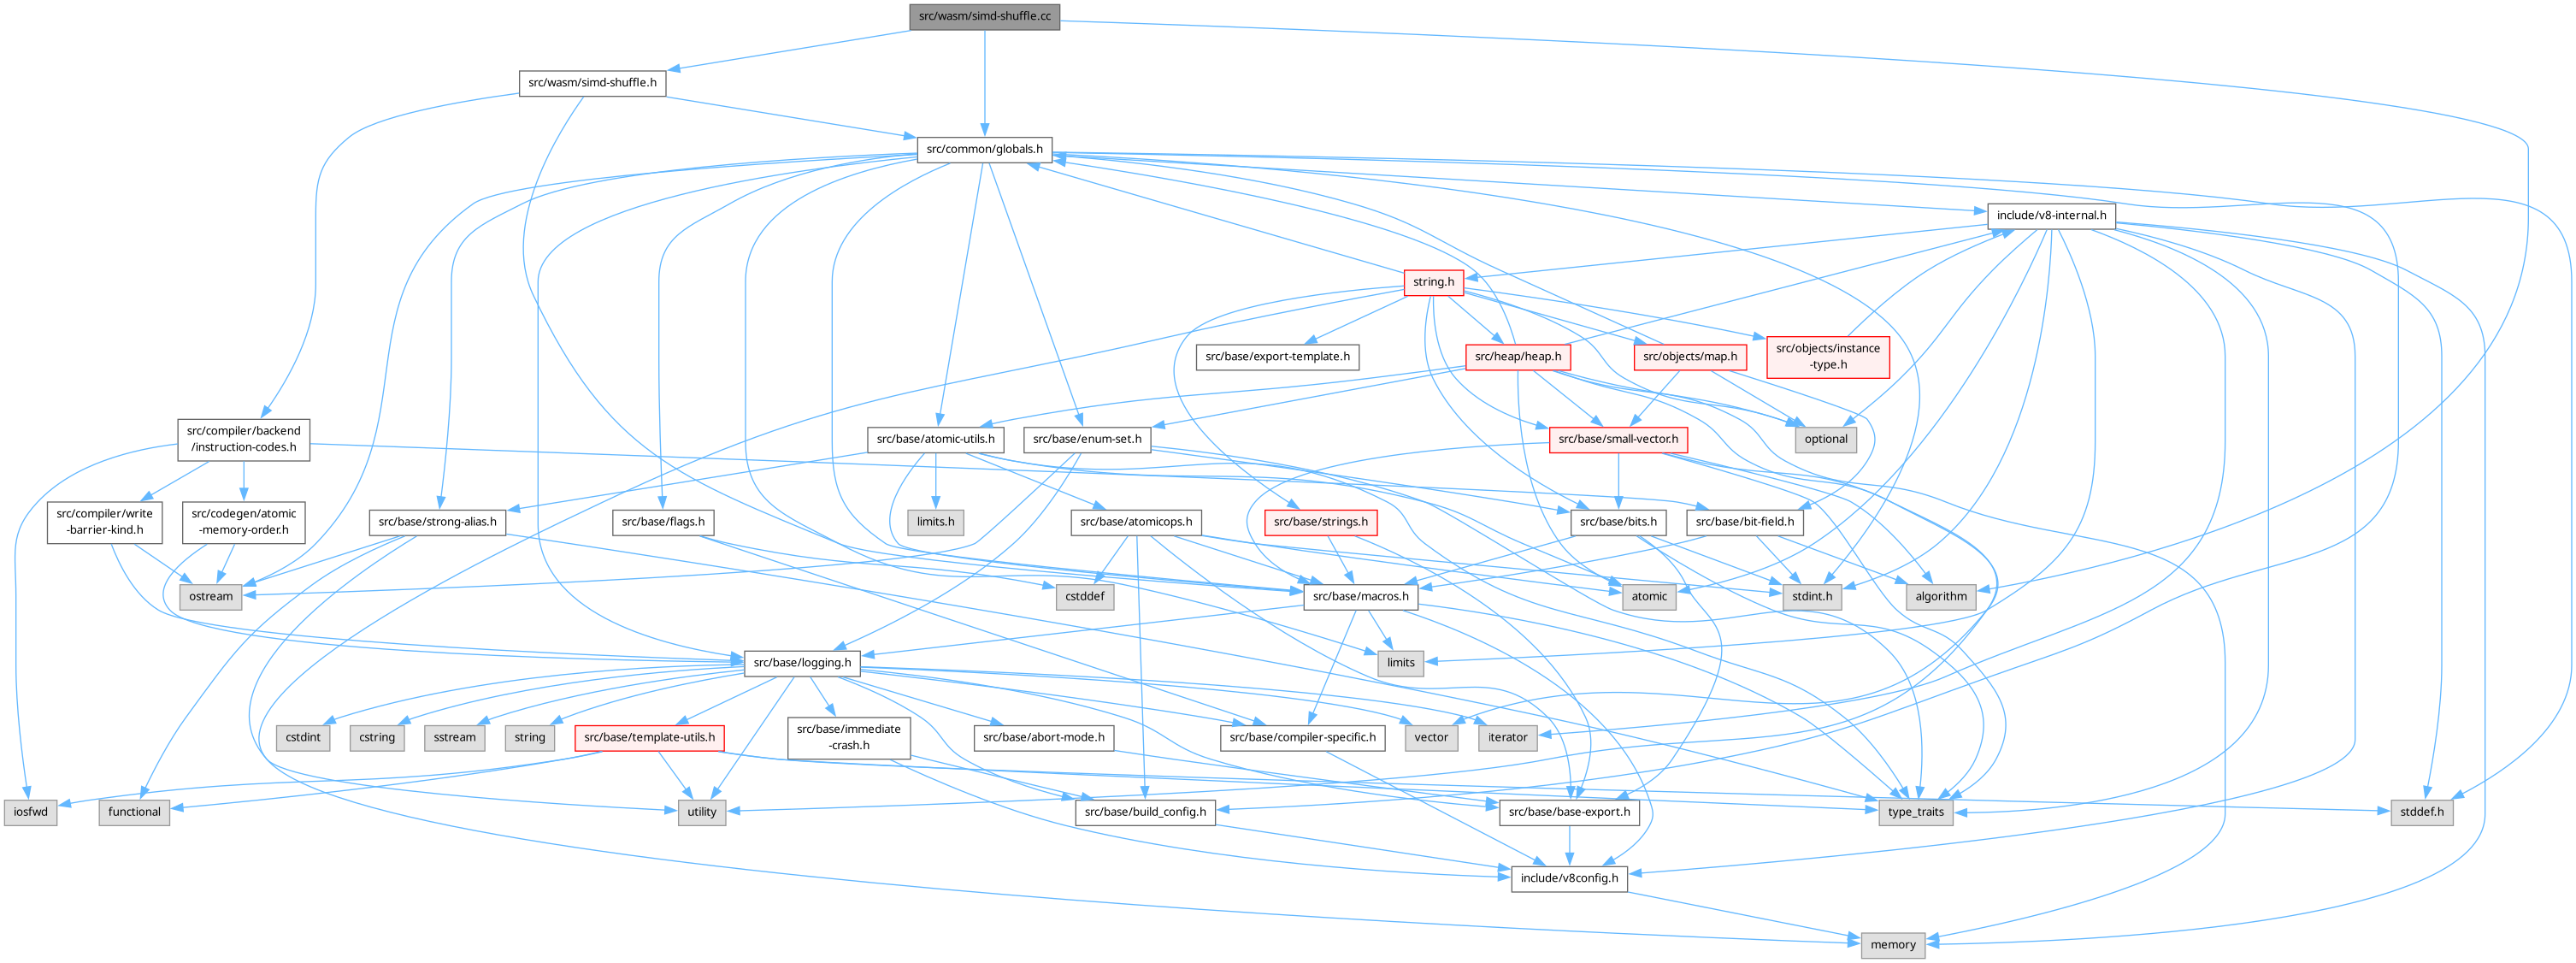 src/wasm/simd-shuffle.cc
src/wasm/simd-shuffle.h
src/common/globals.h
include/v8-internal.h
string.h
src/base/export-template.h
src/heap/heap.h
src/objects/map.h
src/objects/instance
-type.h
src/compiler/backend
/instruction-codes.h
src/base/atomic-utils.h
src/base/enum-set.h
src/base/small-vector.h
optional
src/compiler/write
-barrier-kind.h
src/codegen/atomic
-memory-order.h
src/base/strong-alias.h
src/base/flags.h
limits.h
src/base/atomicops.h
src/base/strings.h
src/base/bits.h
src/base/bit-field.h
ostream
cstddef
src/base/macros.h
atomic
stdint.h
algorithm
src/base/logging.h
limits
cstdint
cstring
sstream
string
src/base/template-utils.h
src/base/immediate
-crash.h
src/base/abort-mode.h
src/base/compiler-specific.h
vector
iterator
iosfwd
functional
utility
src/base/build_config.h
src/base/base-export.h
type_traits
stddef.h
include/v8config.h
memory